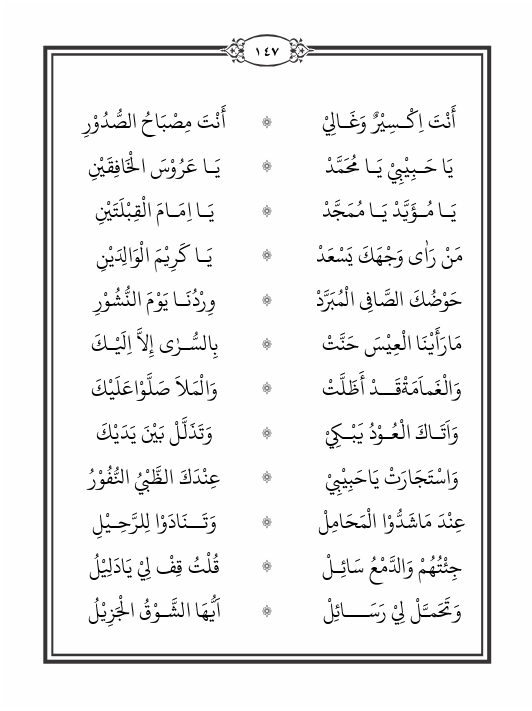 ١٤٧
أَنْتَ اِكْسِيْرٌ وَغَالِيْ ۞ أَنْتَ مِصْبَاحُ الصُّدُوْرِ
يَا حَبِيْبِيْ يَا مُحَمَّدْ ۞ يَا عَرُوْسَ الْخَافِقَيْنِ
يَا مُؤَيَّدْ يَا مُمَجَّدْ ۞ يَا اِمَامَ الْقِبْلَتَيْنِ
مَنْ رَاٰى وَجْهَكَ يَسْعَدْ ۞ يَا كَرِيْمَ الْوَالِدَيْنِ
حَوْضُكَ الصَّافِى الْمُبَرَّدْ ۞ وِرْدُنَا يَوْمَ النُّشُوْرِ
مَارَأَيْنَا الْعِيْسَ حَنَّتْ ۞ بِالسُّرٰى إِلاَّ اِلَيْكَ
وَالْغَماَمَةْقَدْ أَظَلَّتْ ۞ وَالْمَلاَ صَلَّوْاعَلَيْكَ
وَاَتَاكَ الْعُوْدُ يَبْكِيْ ۞ وَتَذَلَّلْ بَيْنَ يَدَيْكَ
وَاسْتَجَارَتْ يَاحَبِيْبِيْ ۞ عِنْدَكَ الظَّبْيُ النُّفُوْرُ
عِنْدَ مَاشَدُّوْا الْمَحَامِلْ ۞ وَتَنَادَوْا لِلرَّحِيْلِ
جِئْتُهُمْ وَالدَّمْعُ سَائِلْ ۞ قُلْتُ قِفْ لِيْ يَادَلِيْلُ
وَتَحَمَّلْ لِيْ رَسَائِلْ ۞ اَيُّهَا الشَّوْقُ الْجَزِيْلُ